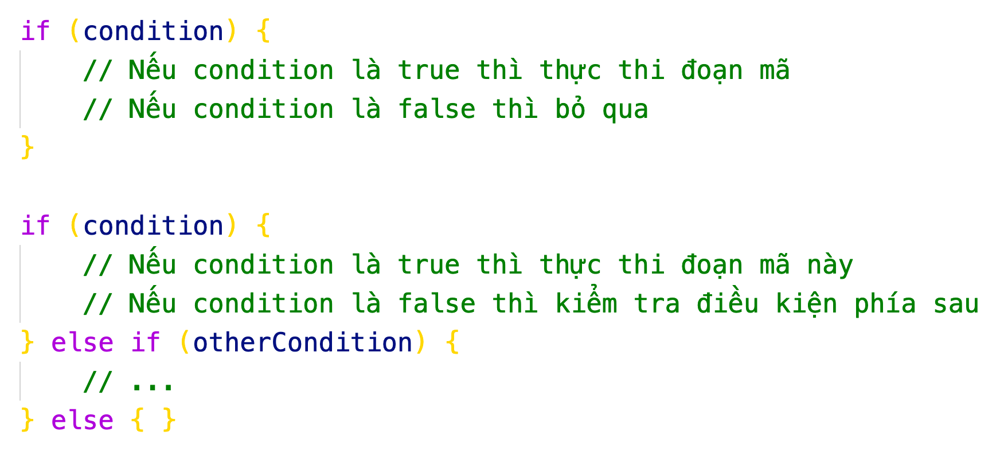 if (condition) {
// Nếu condition là true thì thực thi đoạn mã
// Nếu condition là false thì bỏ qua
}
if (condition) {
// Nếu condition là true thì thực thi đoạn mã này
// Nếu condition là false thì kiểm tra điều kiện phía sau
} else if (otherCondition) {
// ...
} else { }